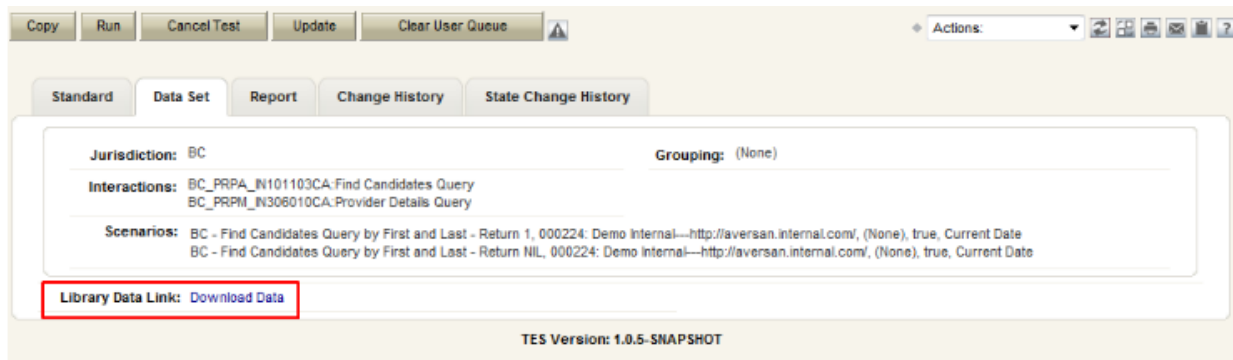 Copy Run Cancel Test Update Clear User Queue Actions: ?
Standard Data Set Report Change History State Change History
Jurisdiction: BC Grouping: (None)
Interactions: BC_PRPA_IN101103CA:Find Candidates Query
BC_PRPM_IN306010CA:Provider Details Query
Scenarios: BC - Find Candidates Query by First and Last - Return 1, 000224: Demo Internal---http://aversan.internal.com/, (None), true, Current Date
BC - Find Candidates Query by First and Last - Return NIL, 000224: Demo Internal---http://aversan.internal.com/, (None), true, Current Date
Library Data Link: Download Data
TES Version: 1.0.5-SNAPSHOT